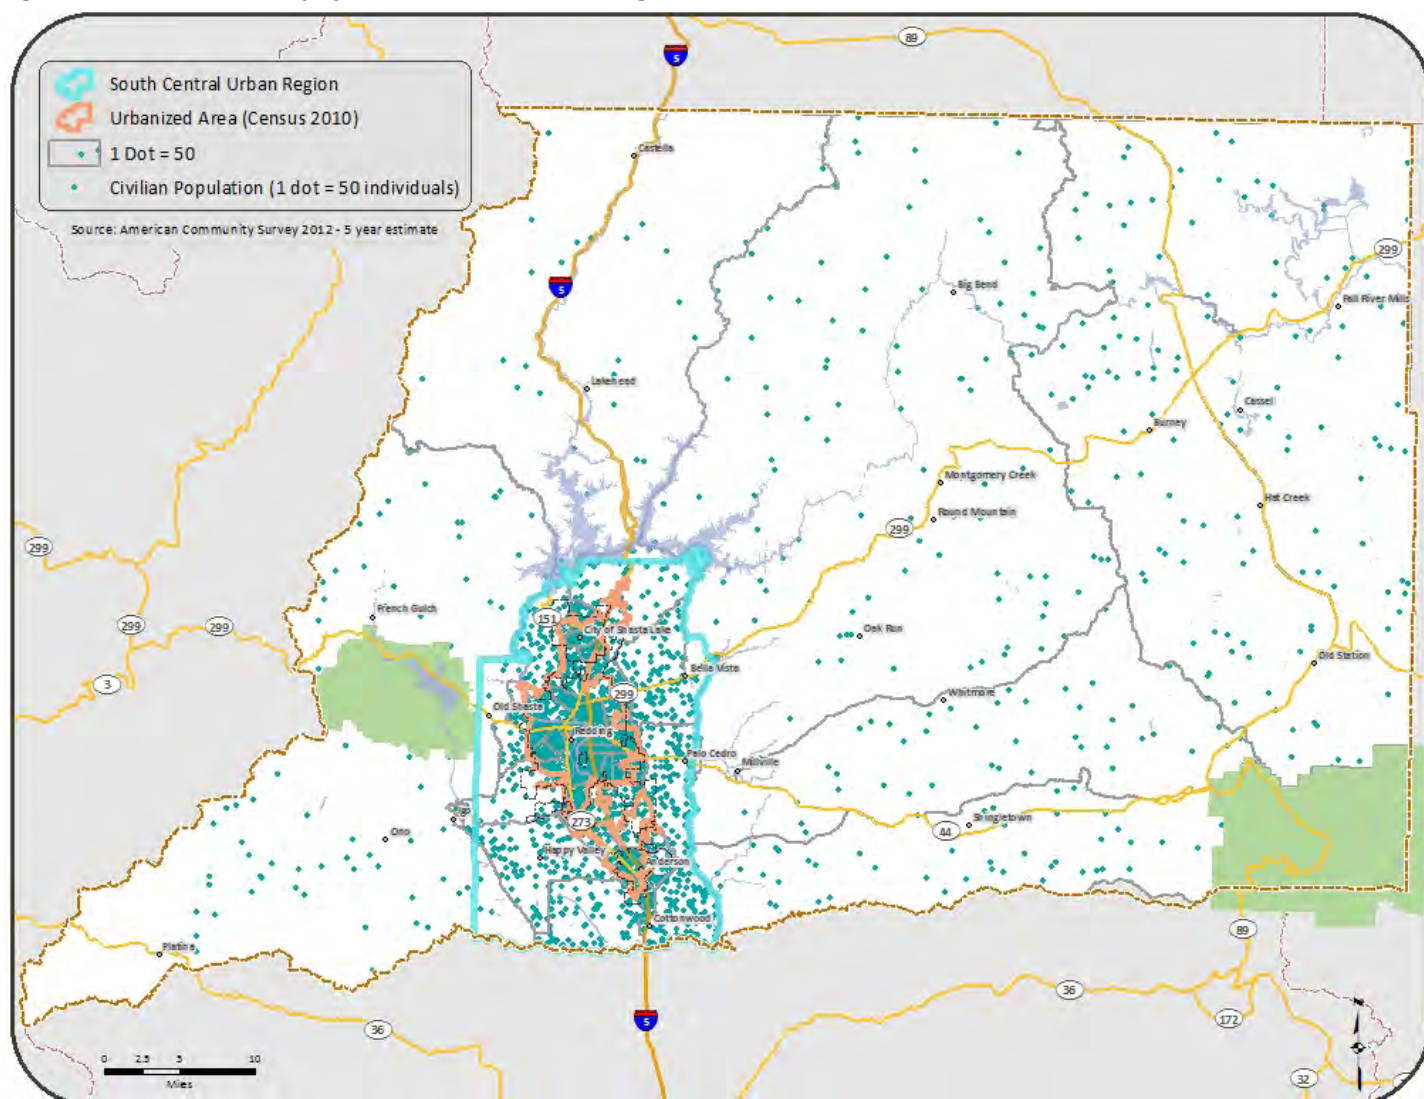 89
5
South Central Urban Region
Urbanized Area (Census 2010)
1 Dot = 50
Civilian Population (1 dot = 50 individuals)
Source: American Community Survey 2012 - 5 year estimate
Castella
299
5
Big Bend
Fall River Mills
Lakehead
Cassel
Burney
Montgomery Creek
Hat Creek
Round Mountain
299
299
French Gulch
151
299
299
City of Shasta Lake
Oak Run
Old Station
Bella Vista
3
299
Whitmore
Old Shasta
Redding
Palo Cedro
Millville
Igo
273
Shingletown
44
Ono
Happy Valley
Anderson
Cottonwood
89
Platina
36
5
172
36
0 2.5 5 10
Miles
32